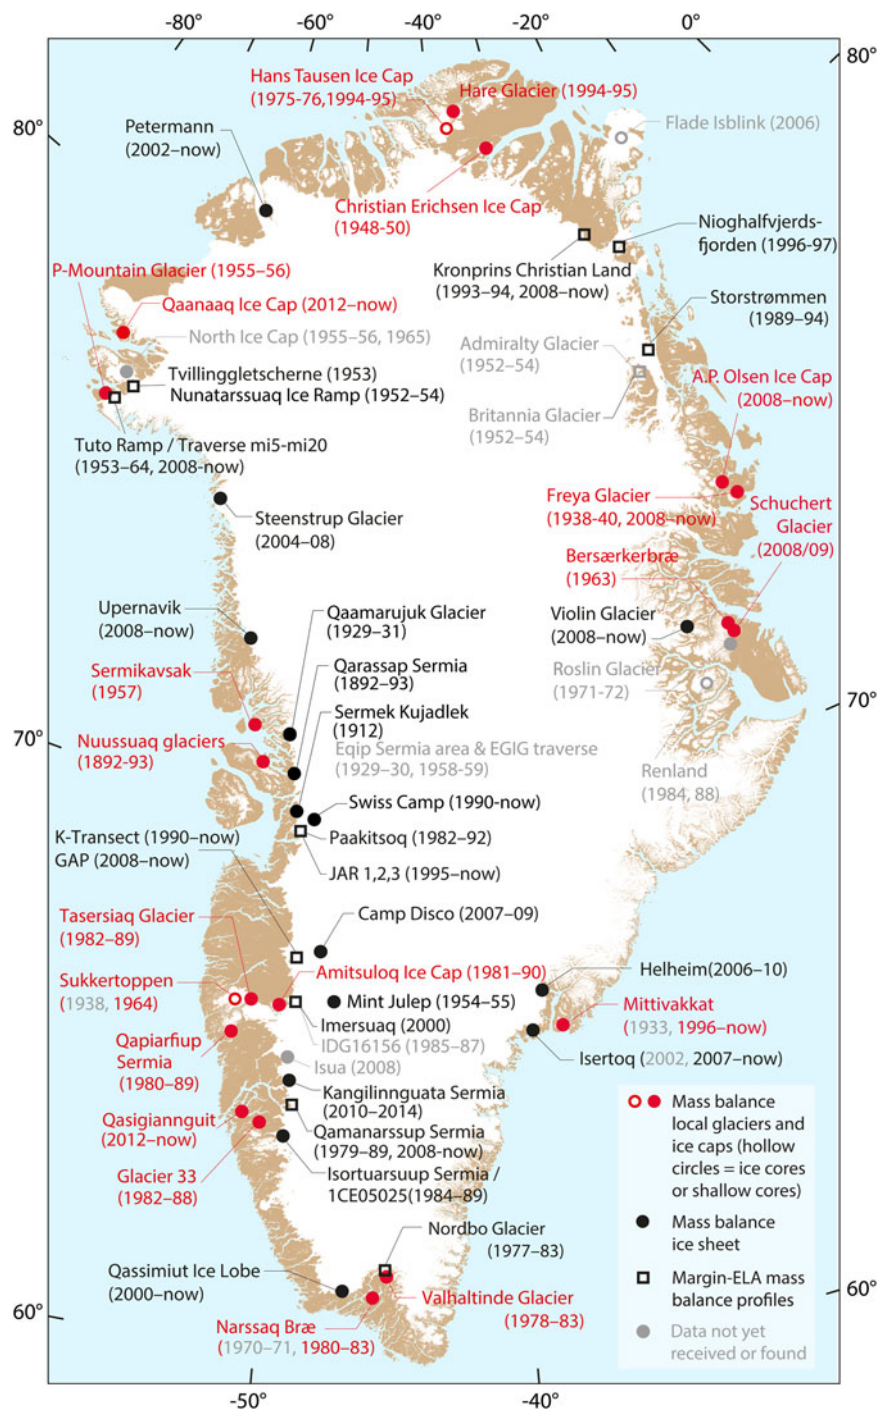 -80°
-60°
-40°
-20°
0°
80°
80°
Hans Tausen Ice Cap
(1975-76,1994-95)
Hare Glacier (1994-95)
Flade Isblink (2006)
Petermann
(2002–now)
Christian Erichsen Ice Cap
(1948-50)
Nioghalfvjerds-
fjorden (1996-97)
Kronprins Christian Land
(1993–94, 2008–now)
P-Mountain Glacier (1955–56)
Qaanaaq Ice Cap (2012–now)
North Ice Cap (1955–56, 1965)
Storstrømmen
(1989–94)
Admiralty Glacier
(1952–54)
A.P. Olsen Ice Cap
(2008–now)
Tvillinggletscherne (1953)
Nunatarssuaq Ice Ramp (1952–54)
Britannia Glacier
(1952–54)
Tuto Ramp / Traverse mi5-mi20
(1953–64, 2008-now)
Freya Glacier
(1938-40, 2008–now)
Schuchert
Glacier
(2008/09)
Steenstrup Glacier
(2004–08)
Bersærkerbræ
(1963)
Upernavik
(2008–now)
Qaamarujuk Glacier
(1929–31)
Violin Glacier
(2008–now)
Sermikavsak
(1957)
Qarassap Sermia
(1892–93)
Roslin Glacier
(1971-72)
70°
70°
Nuussuaq glaciers
(1892-93)
Sermek Kujadlek
(1912)
Eqip Sermia area & EGIG traverse
(1929–30, 1958-59)
Renland
(1984, 88)
Swiss Camp (1990-now)
K-Transect (1990–now)
GAP (2008–now)
Paakitsoq (1982–92)
JAR 1,2,3 (1995–now)
Tasersiaq Glacier
(1982–89)
Camp Disco (2007–09)
Sukkertoppen
(1938, 1964)
Amitsuloq Ice Cap (1981–90)
Helheim(2006–10)
Mint Julep (1954–55)
Mittivakkat
(1933, 1996–now)
Imersuaq (2000)
IDG16156 (1985–87)
Qapiarfiup
Sermia
(1980–89)
Isua (2008)
Isertoq (2002, 2007–now)
Kangilinnguata Sermia
(2010–2014)
Qasigiannguit
(2012–now)
Qamanarssup Sermia
(1979–89, 2008-now)
Glacier 33
(1982–88)
Isortuarsuup Sermia /
1CE05025(1984–89)
Nordbo Glacier
(1977–83)
Qassimiut Ice Lobe
(2000–now)
Valhaltinde Glacier
(1978–83)
60°
60°
Narssaq Bræ
(1970–71, 1980–83)
Mass balance
local glaciers and
ice caps (hollow
circles = ice cores
or shallow cores)
Mass balance
ice sheet
Margin-ELA mass
balance profiles
Data not yet
received or found
-50°
-40°